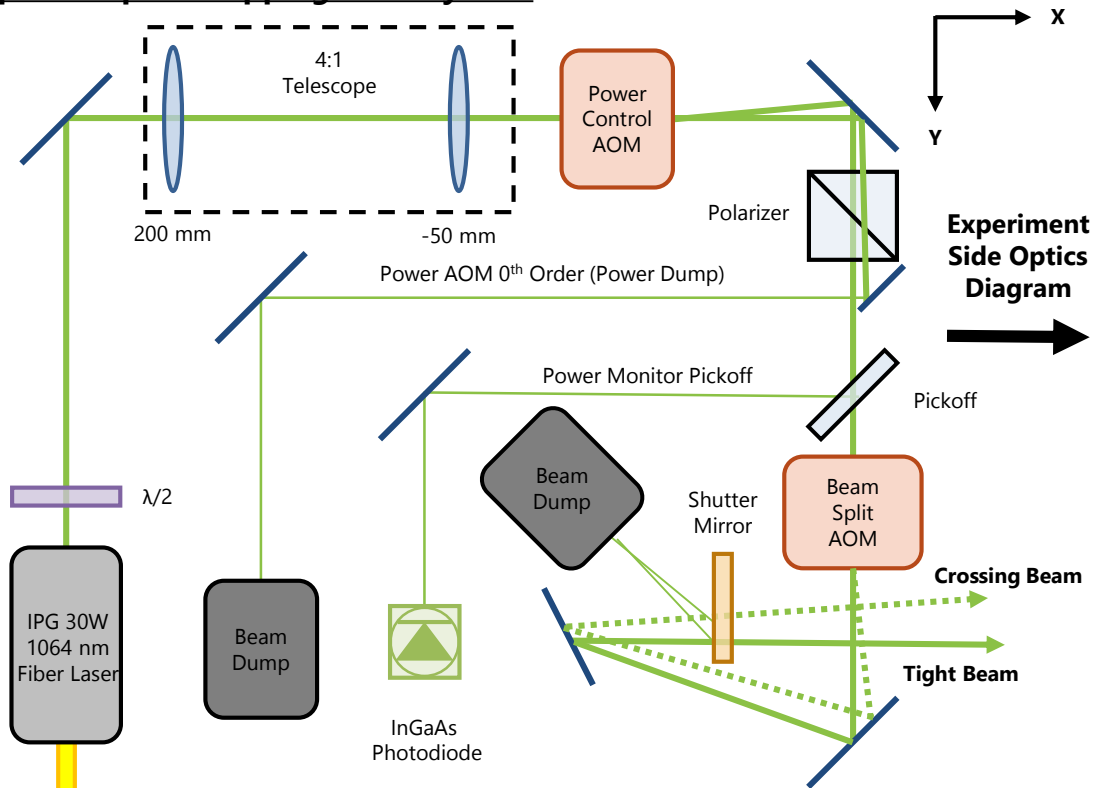 X
Y
4:1
Telescope
Power
Control
AOM
200 mm
-50 mm
Polarizer
Experiment
Side Optics
Diagram
Power AOM 0th Order (Power Dump)
Power Monitor Pickoff
Pickoff
λ/2
Beam
Dump
Shutter
Mirror
Beam
Split
AOM
Crossing Beam
Tight Beam
IPG 30W
1064 nm
Fiber Laser
Beam
Dump
InGaAs
Photodiode